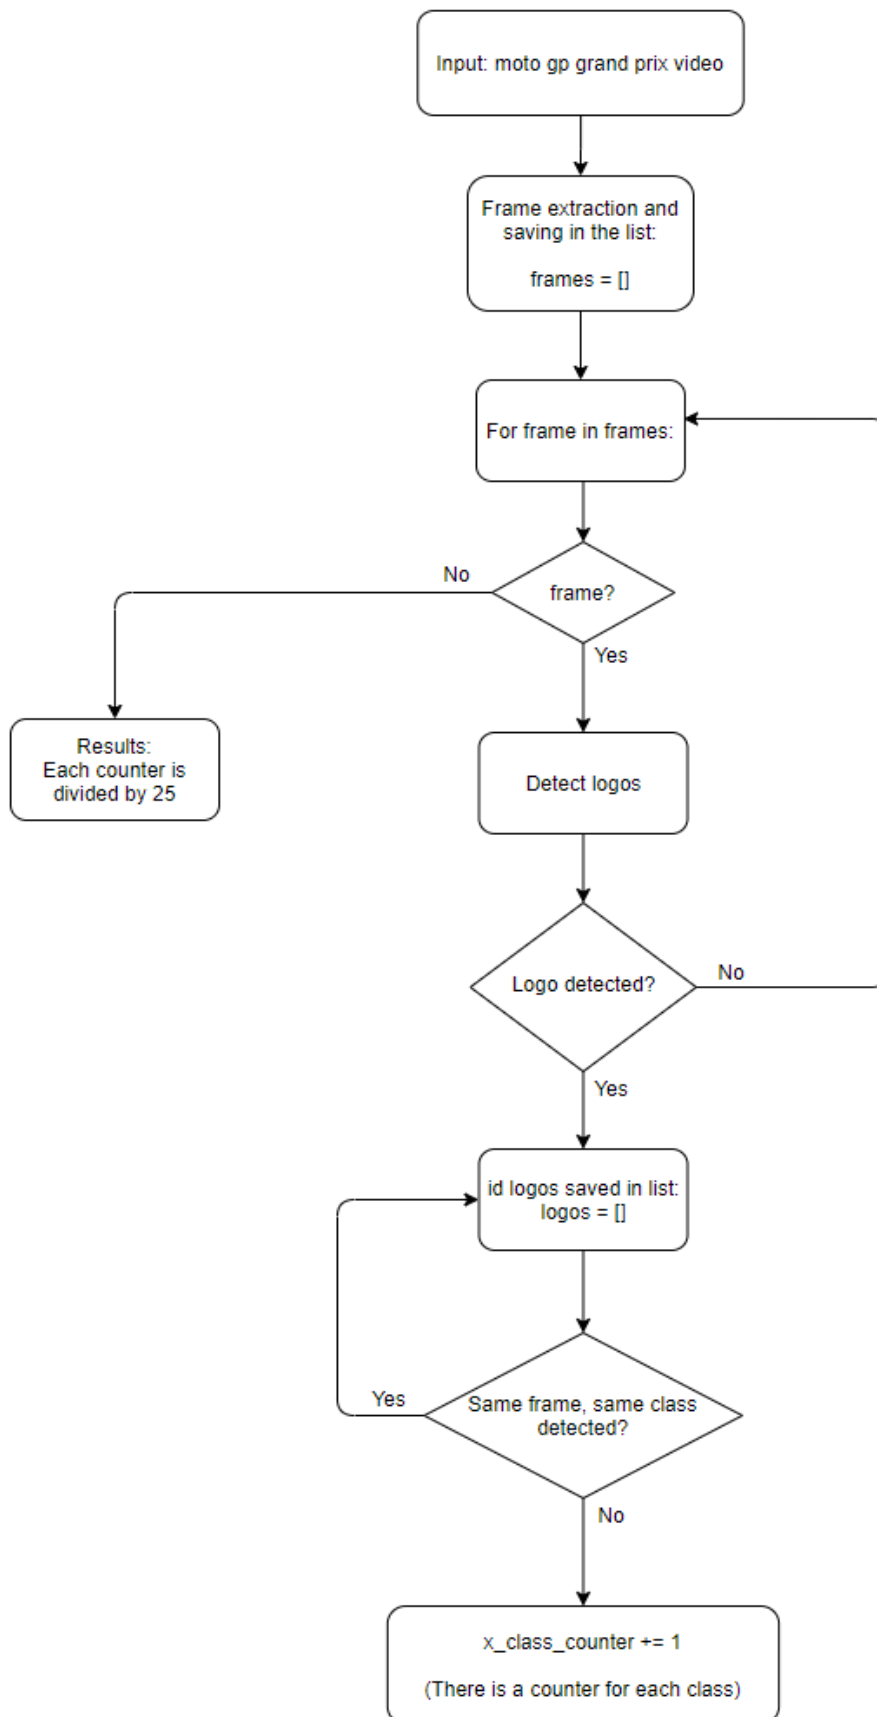 Input: moto gp grand prix video
Frame extraction and
saving in the list:
frames = []
For frame in frames:
frame?
No
Yes
Results:
Each counter is
divided by 25
Detect logos
Logo detected?
No
Yes
id logos saved in list:
logos = []
Same frame, same class
detected?
Yes
No
x_class_counter += 1
(There is a counter for each class)